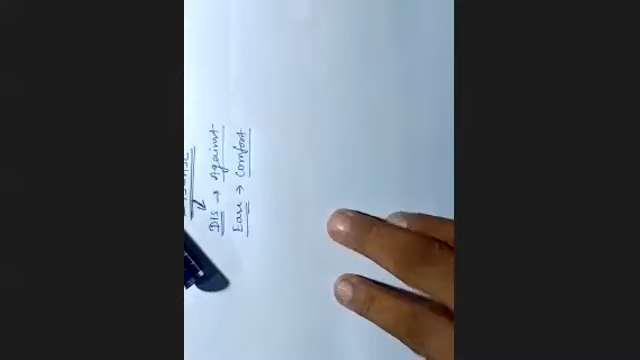 DIS → Against
Ease → Comfort